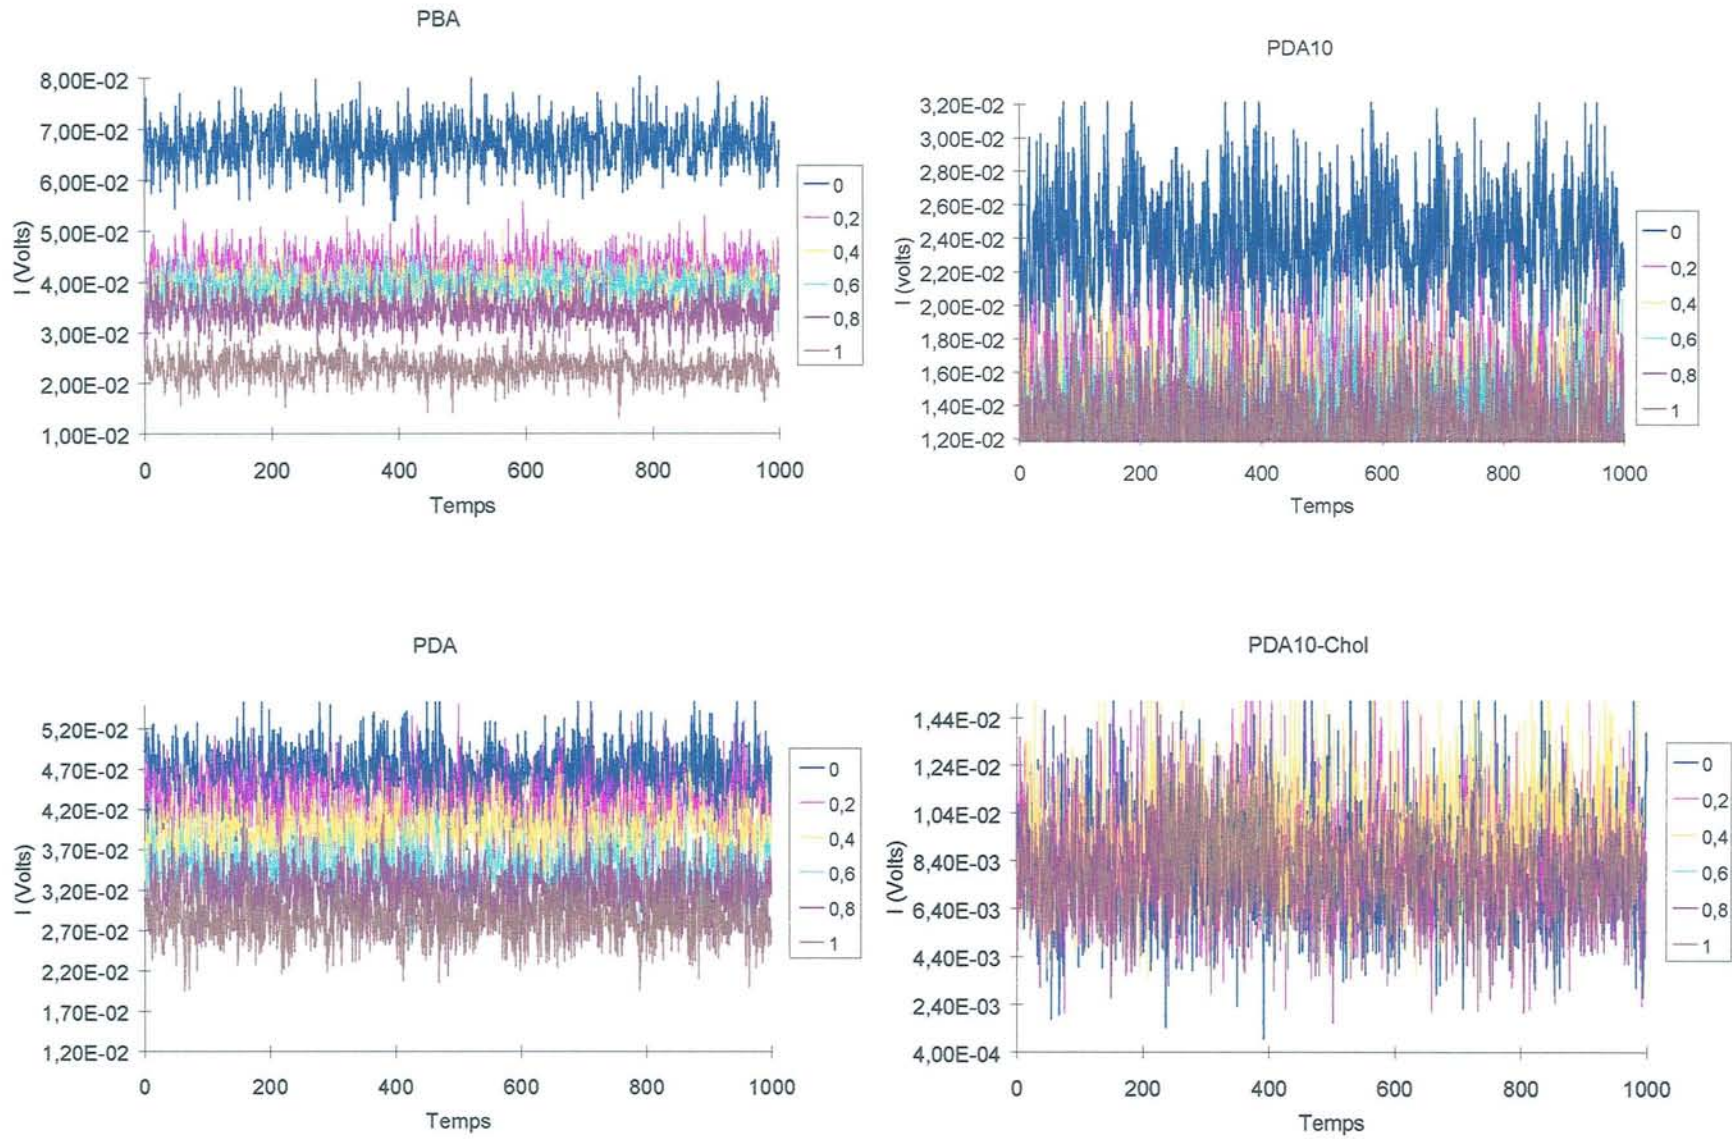 PBA
8,00E-02
7,00E-02
6,00E-02
5,00E-02
4,00E-02
3,00E-02
2,00E-02
1,00E-02
I (Volts)
0 200 400 600 800 1000
Temps
0
0,2
0,4
0,6
0,8
1
PDA10
3,20E-02
3,00E-02
2,80E-02
2,60E-02
2,40E-02
2,20E-02
2,00E-02
1,80E-02
1,60E-02
1,40E-02
1,20E-02
I (volts)
0 200 400 600 800 1000
Temps
0
0,2
0,4
0,6
0,8
1
PDA
5,20E-02
4,70E-02
4,20E-02
3,70E-02
3,20E-02
2,70E-02
2,20E-02
1,70E-02
1,20E-02
I (Volts)
0 200 400 600 800 1000
Temps
0
0,2
0,4
0,6
0,8
1
PDA10-Chol
1,44E-02
1,24E-02
1,04E-02
8,40E-03
6,40E-03
4,40E-03
2,40E-03
4,00E-04
I (Volts)
0 200 400 600 800 1000
Temps
0
0,2
0,4
0,6
0,8
1